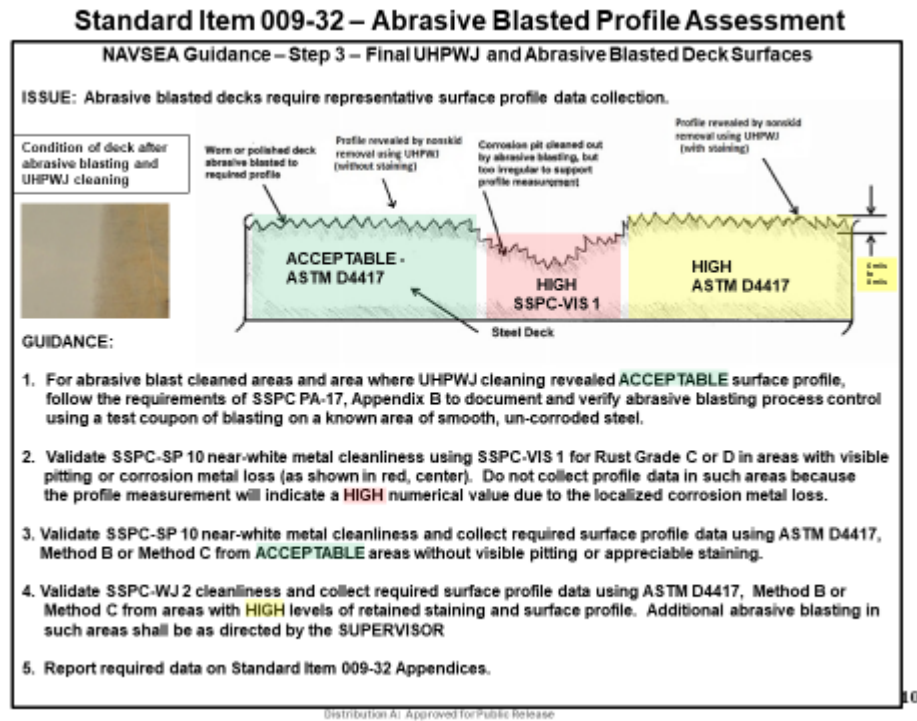 Standard Item 009-32 – Abrasive Blasted Profile Assessment
NAVSEA Guidance – Step 3 – Final UHPWJ and Abrasive Blasted Deck Surfaces
ISSUE: Abrasive blasted decks require representative surface profile data collection.
Condition of deck after
abrasive blasting and
UHPWJ cleaning
Worn or polished deck
abrasive blasted to
required profile
Profile revealed by nonskid
removal using UHPWJ
(without staining)
Corrosion pit cleaned out
by abrasive blasting, but
too irregular to support
profile measurement
Profile revealed by nonskid
removal using UHPWJ
(with staining)
ACCEPTABLE -
ASTM D4417
HIGH
SSPC-VIS 1
HIGH
ASTM D4417
mils
to
mils
Steel Deck
GUIDANCE:
1. For abrasive blast cleaned areas and area where UHPWJ cleaning revealed ACCEPTABLE surface profile,
follow the requirements of SSPC PA-17, Appendix B to document and verify abrasive blasting process control
using a test coupon of blasting on a known area of smooth, un-corroded steel.
2. Validate SSPC-SP 10 near-white metal cleanliness using SSPC-VIS 1 for Rust Grade C or D in areas with visible
pitting or corrosion metal loss (as shown in red, center). Do not collect profile data in such areas because
the profile measurement will indicate a HIGH numerical value due to the localized corrosion metal loss.
3. Validate SSPC-SP 10 near-white metal cleanliness and collect required surface profile data using ASTM D4417,
Method B or Method C from ACCEPTABLE areas without visible pitting or appreciable staining.
4. Validate SSPC-WJ 2 cleanliness and collect required surface profile data using ASTM D4417, Method B or
Method C from areas with HIGH levels of retained staining and surface profile. Additional abrasive blasting in
such areas shall be as directed by the SUPERVISOR
5. Report required data on Standard Item 009-32 Appendices.
10
Distribution A: Approved for Public Release